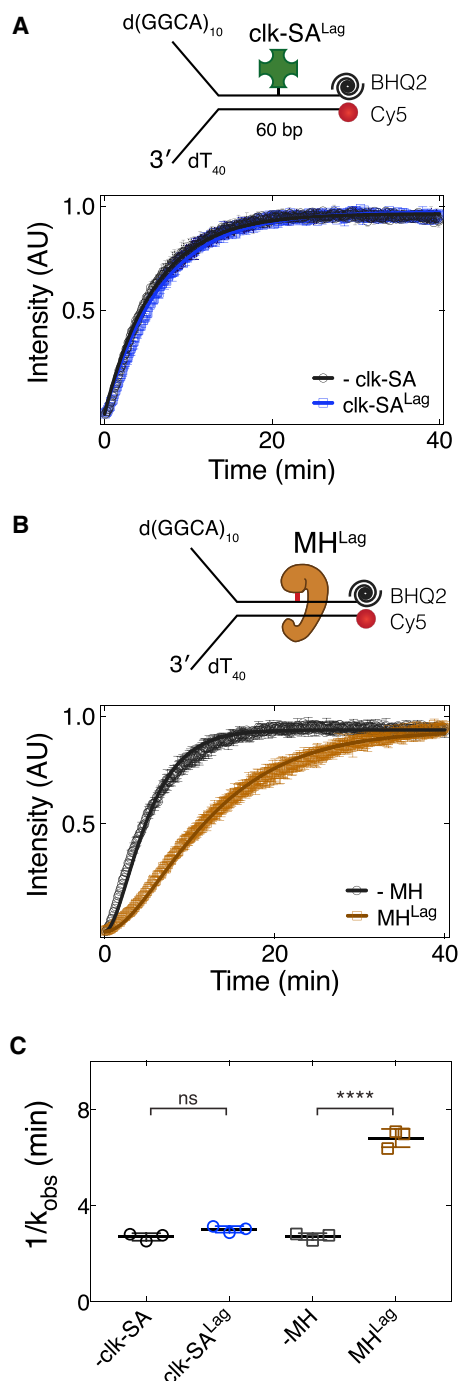 A
d(GGCA)₁₀
clk-SAᴸᵃᵍ
BHQ2
Cy5
60 bp
3′ dT₄₀
1.0
0.5
Intensity (AU)
- clk-SA
clk-SAᴸᵃᵍ
0 20 40
Time (min)
B
d(GGCA)₁₀
MHᴸᵃᵍ
BHQ2
Cy5
3′ dT₄₀
1.0
0.5
Intensity (AU)
- MH
MHᴸᵃᵍ
0 20 40
Time (min)
C
ns ****
8
4
0
1/kₒbₛ (min)
-clk-SA
clk-SAᴸᵃᵍ
-MH
MHᴸᵃᵍ